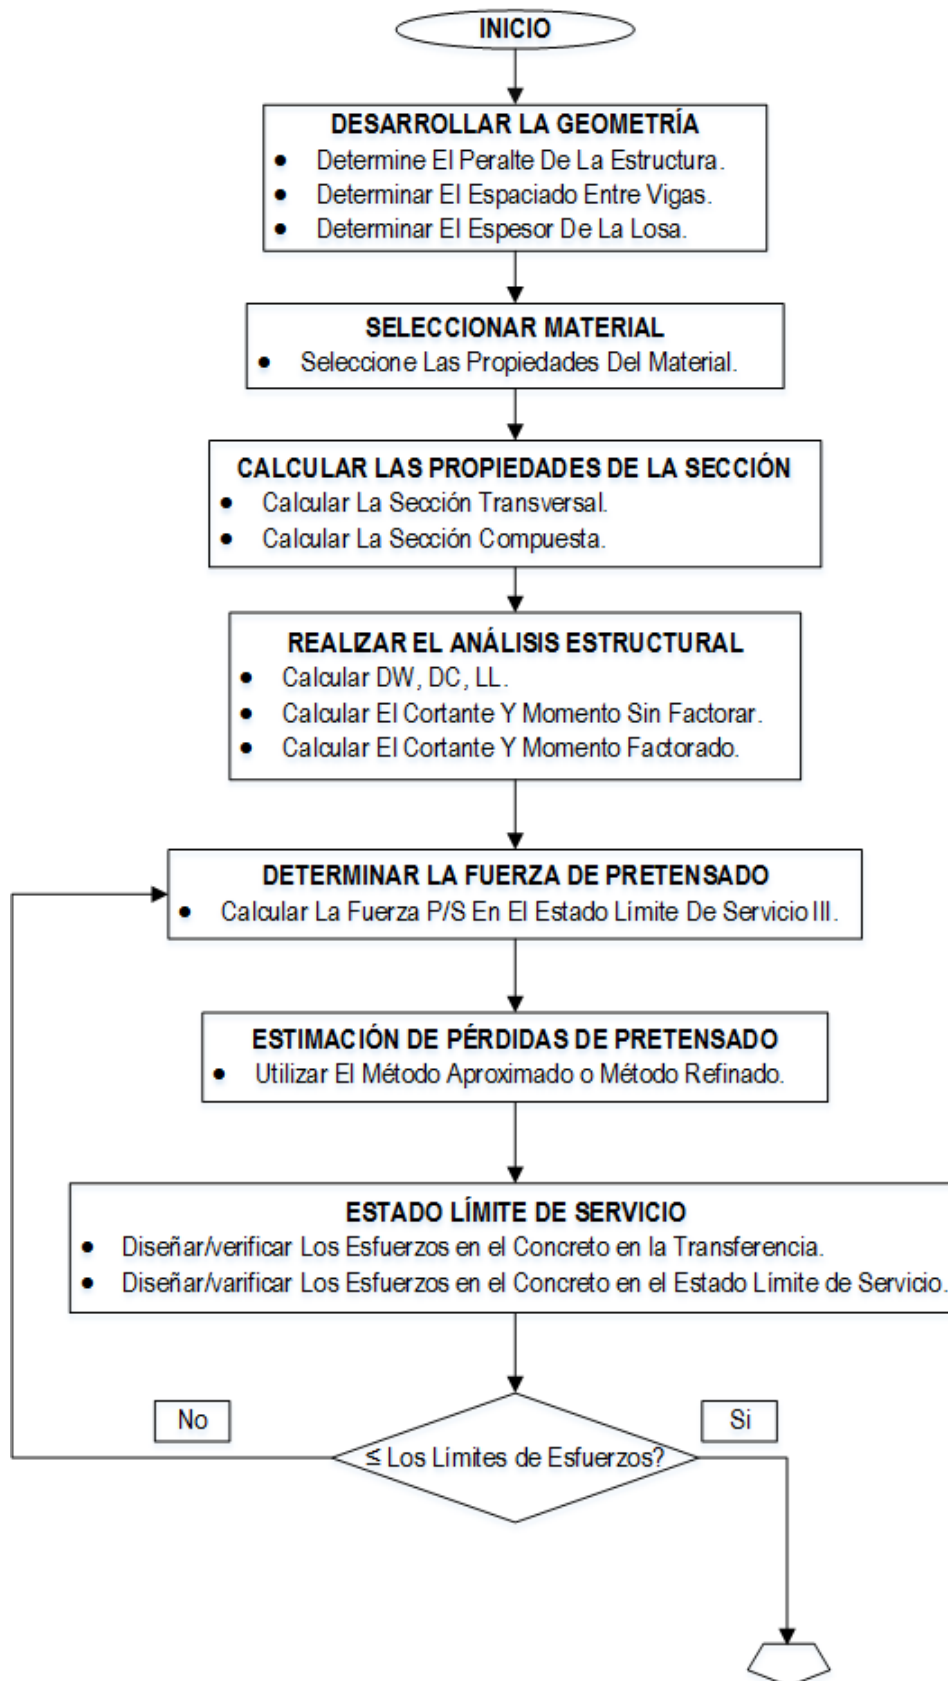 INICIO
DESARROLLAR LA GEOMETRÍA
• Determine El Peralte De La Estructura.
• Determinar El Espaciado Entre Vigas.
• Determinar El Espesor De La Losa.
SELECCIONAR MATERIAL
• Seleccione Las Propiedades Del Material.
CALCULAR LAS PROPIEDADES DE LA SECCIÓN
• Calcular La Sección Transversal.
• Calcular La Sección Compuesta.
REALIZAR EL ANÁLISIS ESTRUCTURAL
• Calcular DW, DC, LL.
• Calcular El Cortante Y Momento Sin Factorar.
• Calcular El Cortante Y Momento Factorado.
DETERMINAR LA FUERZA DE PRETENSADO
• Calcular La Fuerza P/S En El Estado Límite De Servicio III.
ESTIMACIÓN DE PÉRDIDAS DE PRETENSADO
• Utilizar El Método Aproximado o Método Refinado.
ESTADO LÍMITE DE SERVICIO
• Diseñar/verificar Los Esfuerzos en el Concreto en la Transferencia.
• Diseñar/varificar Los Esfuerzos en el Concreto en el Estado Límite de Servicio.
No
Si
≤ Los Límites de Esfuerzos?